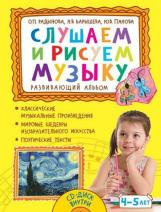 О.П. РАДЫНОВА, Н.В. БАРЫШЕВА, Ю.В. ПАНОВА
СЛУШАЕМ
И РИСУЕМ
МУЗЫКУ
РАЗВИВАЮЩИЙ АЛЬБОМ
КЛАССИЧЕСКИЕ
МУЗЫКАЛЬНЫЕ ПРОИЗВЕДЕНИЯ
МИРОВЫЕ ШЕДЕВРЫ
ИЗОБРАЗИТЕЛЬНОГО ИСКУССТВА
ПОЭТИЧЕСКИЕ ТЕКСТЫ
CD-ДИСК
ВНУТРИ
4-5 ЛЕТ